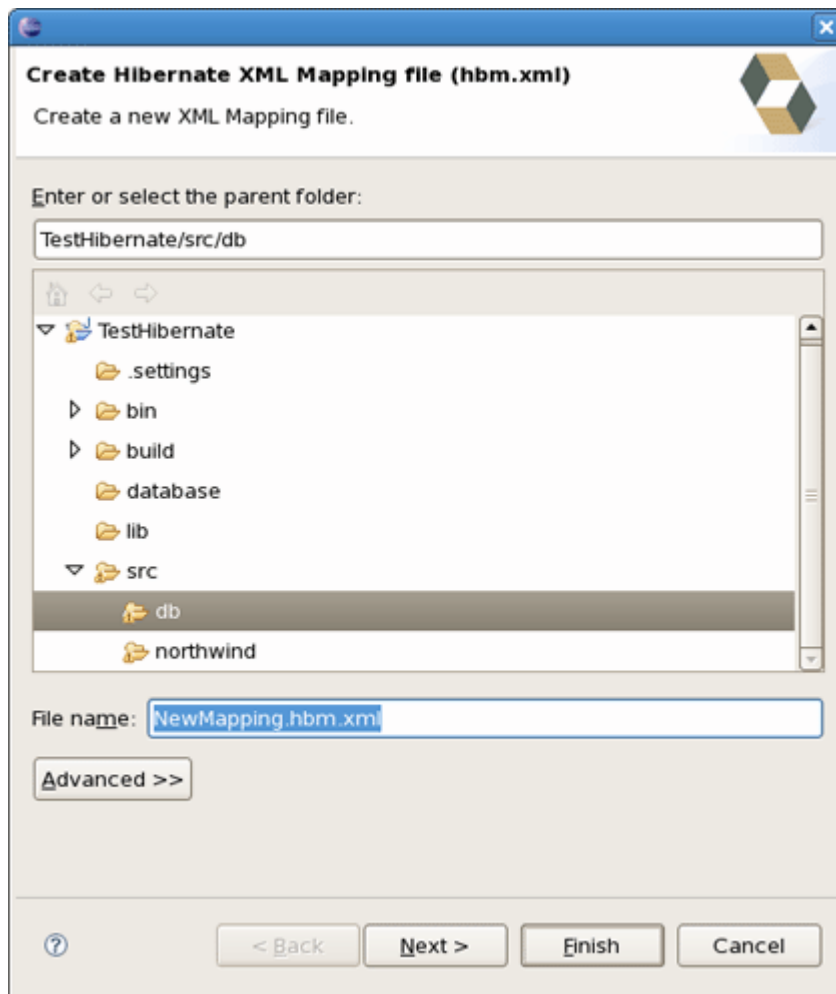 Create Hibernate XML Mapping file (hbm.xml)
Create a new XML Mapping file.
Enter or select the parent folder:
TestHibernate/src/db
TestHibernate
.settings
bin
build
database
lib
src
db
northwind
File name: NewMapping.hbm.xml
Advanced >>
< Back Next > Finish Cancel